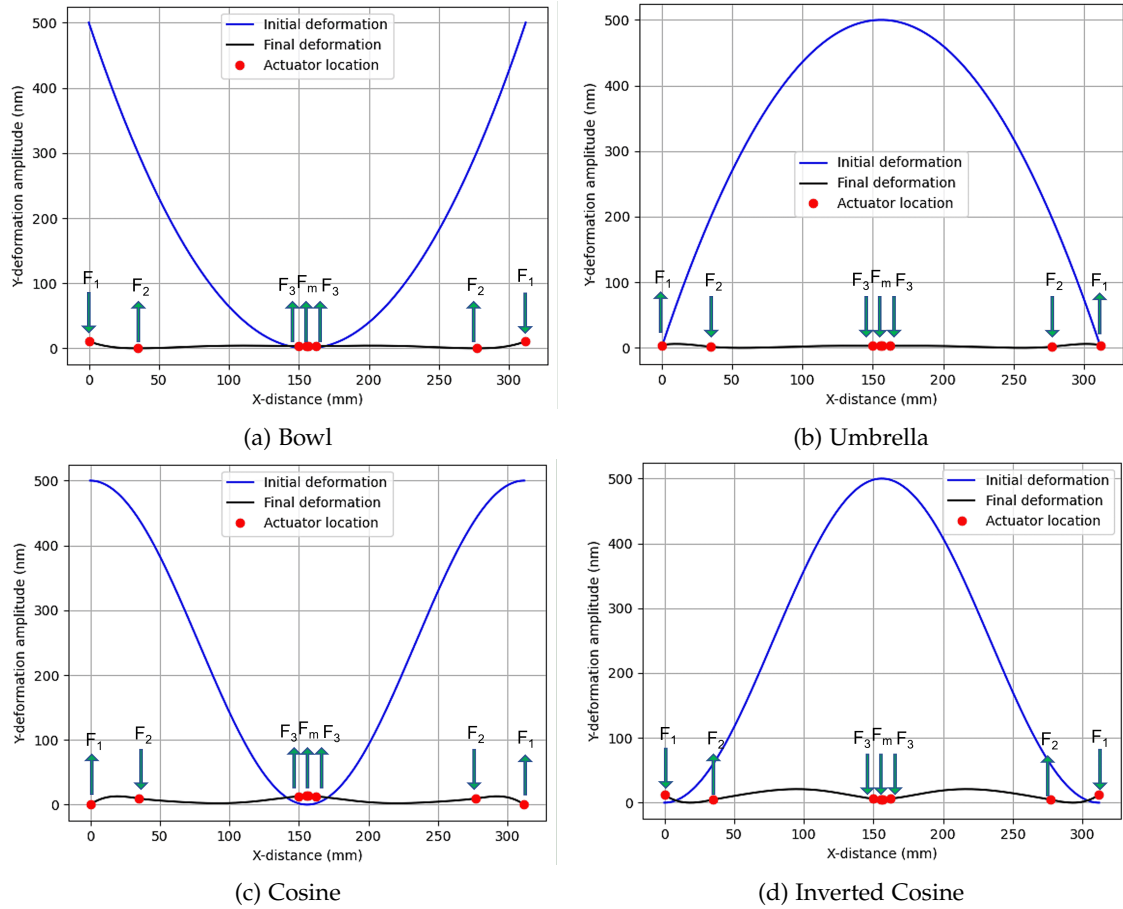 500
400
300
200
100
0
Y-deformation amplitude (nm)
Initial deformation
Final deformation
Actuator location
F1
F2
F3
Fm
F3
F2
F1
0
50
100
150
200
250
300
X-distance (mm)
(a) Bowl
500
400
300
200
100
0
Y-deformation amplitude (nm)
Initial deformation
Final deformation
Actuator location
F1
F2
F3
Fm
F3
F2
F1
0
50
100
150
200
250
300
X-distance (mm)
(b) Umbrella
500
400
300
200
100
0
Y-deformation amplitude (nm)
Initial deformation
Final deformation
Actuator location
F1
F2
F3
Fm
F3
F2
F1
0
50
100
150
200
250
300
X-distance (mm)
(c) Cosine
500
400
300
200
100
0
Y-deformation amplitude (nm)
Initial deformation
Final deformation
Actuator location
F1
F2
F3
Fm
F3
F2
F1
0
50
100
150
200
250
300
X-distance (mm)
(d) Inverted Cosine